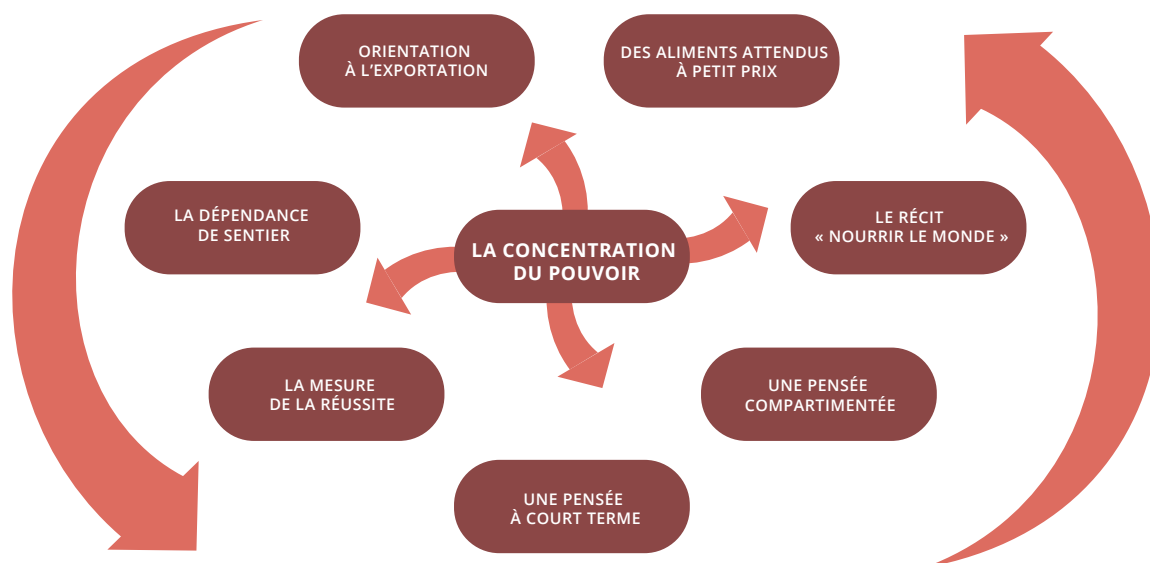 ORIENTATION
À L’EXPORTATION
DES ALIMENTS ATTENDUS
À PETIT PRIX
LA DÉPENDANCE
DE SENTIER
LE RÉCIT
« NOURRIR LE MONDE »
LA CONCENTRATION
DU POUVOIR
LA MESURE
DE LA RÉUSSITE
UNE PENSÉE
COMPARTIMENTÉE
UNE PENSÉE
À COURT TERME